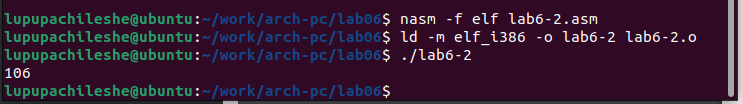 lupupachileshe@ubuntu:~/work/arch-pc/lab06$ nasm -f elf lab6-2.asm
lupupachileshe@ubuntu:~/work/arch-pc/lab06$ ld -m elf_i386 -o lab6-2 lab6-2.o
lupupachileshe@ubuntu:~/work/arch-pc/lab06$ ./lab6-2
106
lupupachileshe@ubuntu:~/work/arch-pc/lab06$